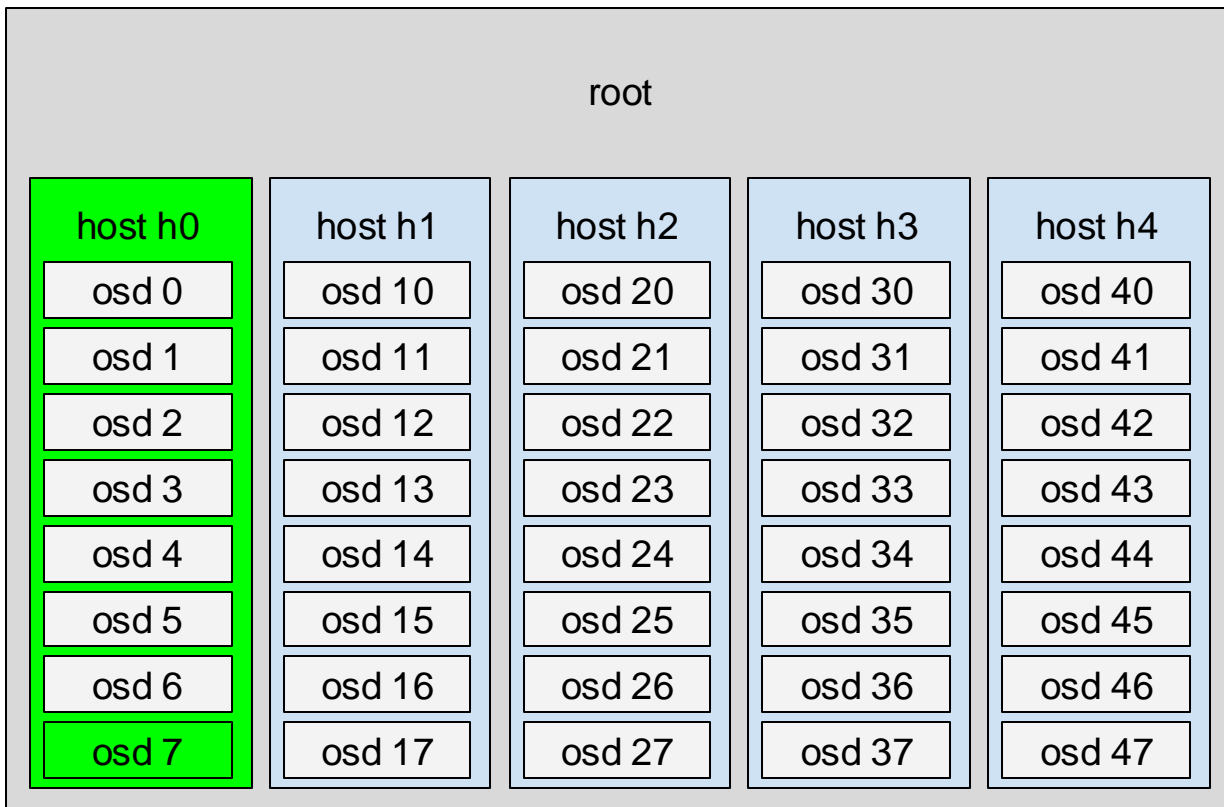 root
host h0
osd 0
osd 1
osd 2
osd 3
osd 4
osd 5
osd 6
osd 7
host h1
osd 10
osd 11
osd 12
osd 13
osd 14
osd 15
osd 16
osd 17
host h2
osd 20
osd 21
osd 22
osd 23
osd 24
osd 25
osd 26
osd 27
host h3
osd 30
osd 31
osd 32
osd 33
osd 34
osd 35
osd 36
osd 37
host h4
osd 40
osd 41
osd 42
osd 43
osd 44
osd 45
osd 46
osd 47